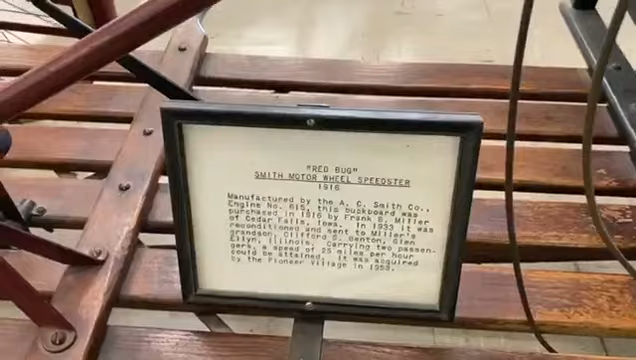 "RED BUG"
SMITH MOTOR WHEEL SPEEDSTER
1916
Manufactured by the A. C. Smith Co.,
Engine No. 615, this buckboard was
purchased in 1916 by Frank B. Miller
of Cedar Falls, Iowa. In 1933 it was
reconditioned and sent to Miller's
grandson, Clifford S. Benton, Glen
Ellyn, Illinois. Carrying two passen-
gers, a speed of 25 miles per hour
could be attained. It was acquired
by the Pioneer Village in 1953.